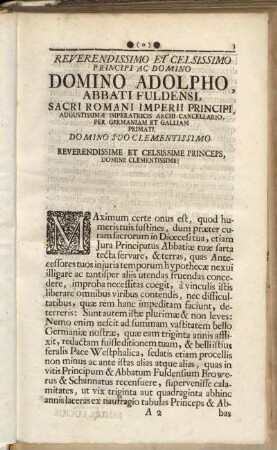 (o) 3
REVERENDISSIMO ET CELSISSIMO
PRINCIPI AC DOMINO
DOMINO ADOLPHO,
ABBATI FULDENSI,
SACRI ROMANI IMPERII PRINCIPI,
AUGUSTISSIMÆ IMPERATRICIS ARCHI-CANCELLARIO,
PER GERMANIAM ET GALLIAM
PRIMATI.
DOMINO SUO CLEMENTISSIMO.
REVERENDISSIME ET CELSISSIME PRINCEPS,
DOMINE CLEMENTISSIME!
MAximum certe onus est, quod hu-
meris tuis sustines, dum præter cu-
ram sacrorum in Diœcesi tua, etiam
Jura Principatus Abbatiæ tuæ sarta
tecta servare, & terras, quas Ante-
cessores tuos injuria temporum hypothecæ nexui
illigare ac tantisper aliis utendas fruendas conce-
dere, improba necessitas coegit, à vinculis istis
liberare omnibus viribus contendis, nec difficul-
tatibus, quæ rem hanc impeditam faciunt, de-
terreris: Sunt autem istæ plurimæ & non leves:
Nemo enim nescit ad summam vastitatem bello
Germaniæ nostræ, quæ eam triginta annis affli-
xit, redactam fuisse ditionem tuam, & belli istius
feralis Pace Westphalica, sedatis etiam procellis
non minus ac ante istas alias atque alias, quas in
vitis Principum & Abbatum Fuldensium Browe-
rus & Schannatus recensuere, supervenisse cala-
mitates, ut vix triginta aut quadraginta abhinc
annis laceras ex naufragio tabulas Princeps & Ab-
A 2 bas